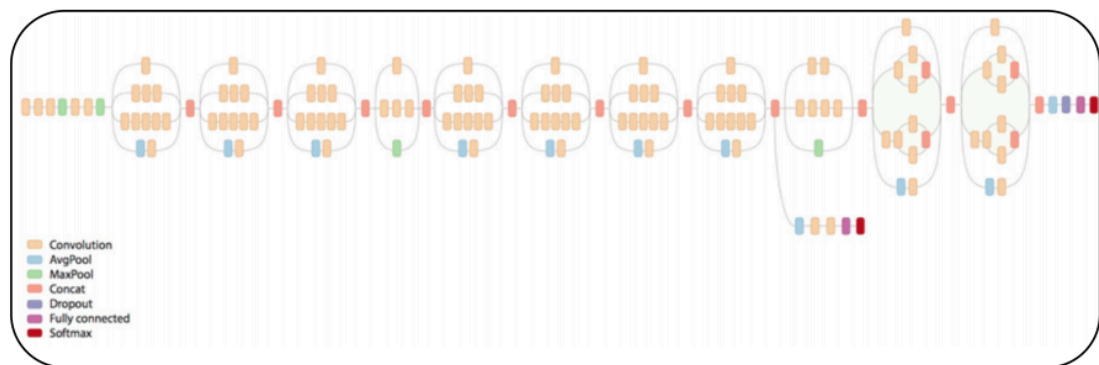 Convolution
AvgPool
MaxPool
Concat
Dropout
Fully connected
Softmax